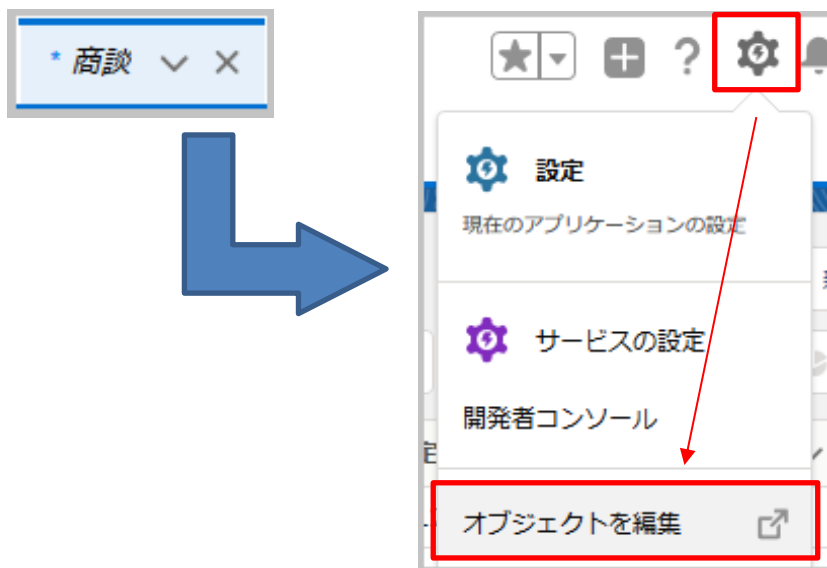 * 商談
設定
現在のアプリケーションの設定
サービスの設定
開発者コンソール
オブジェクトを編集